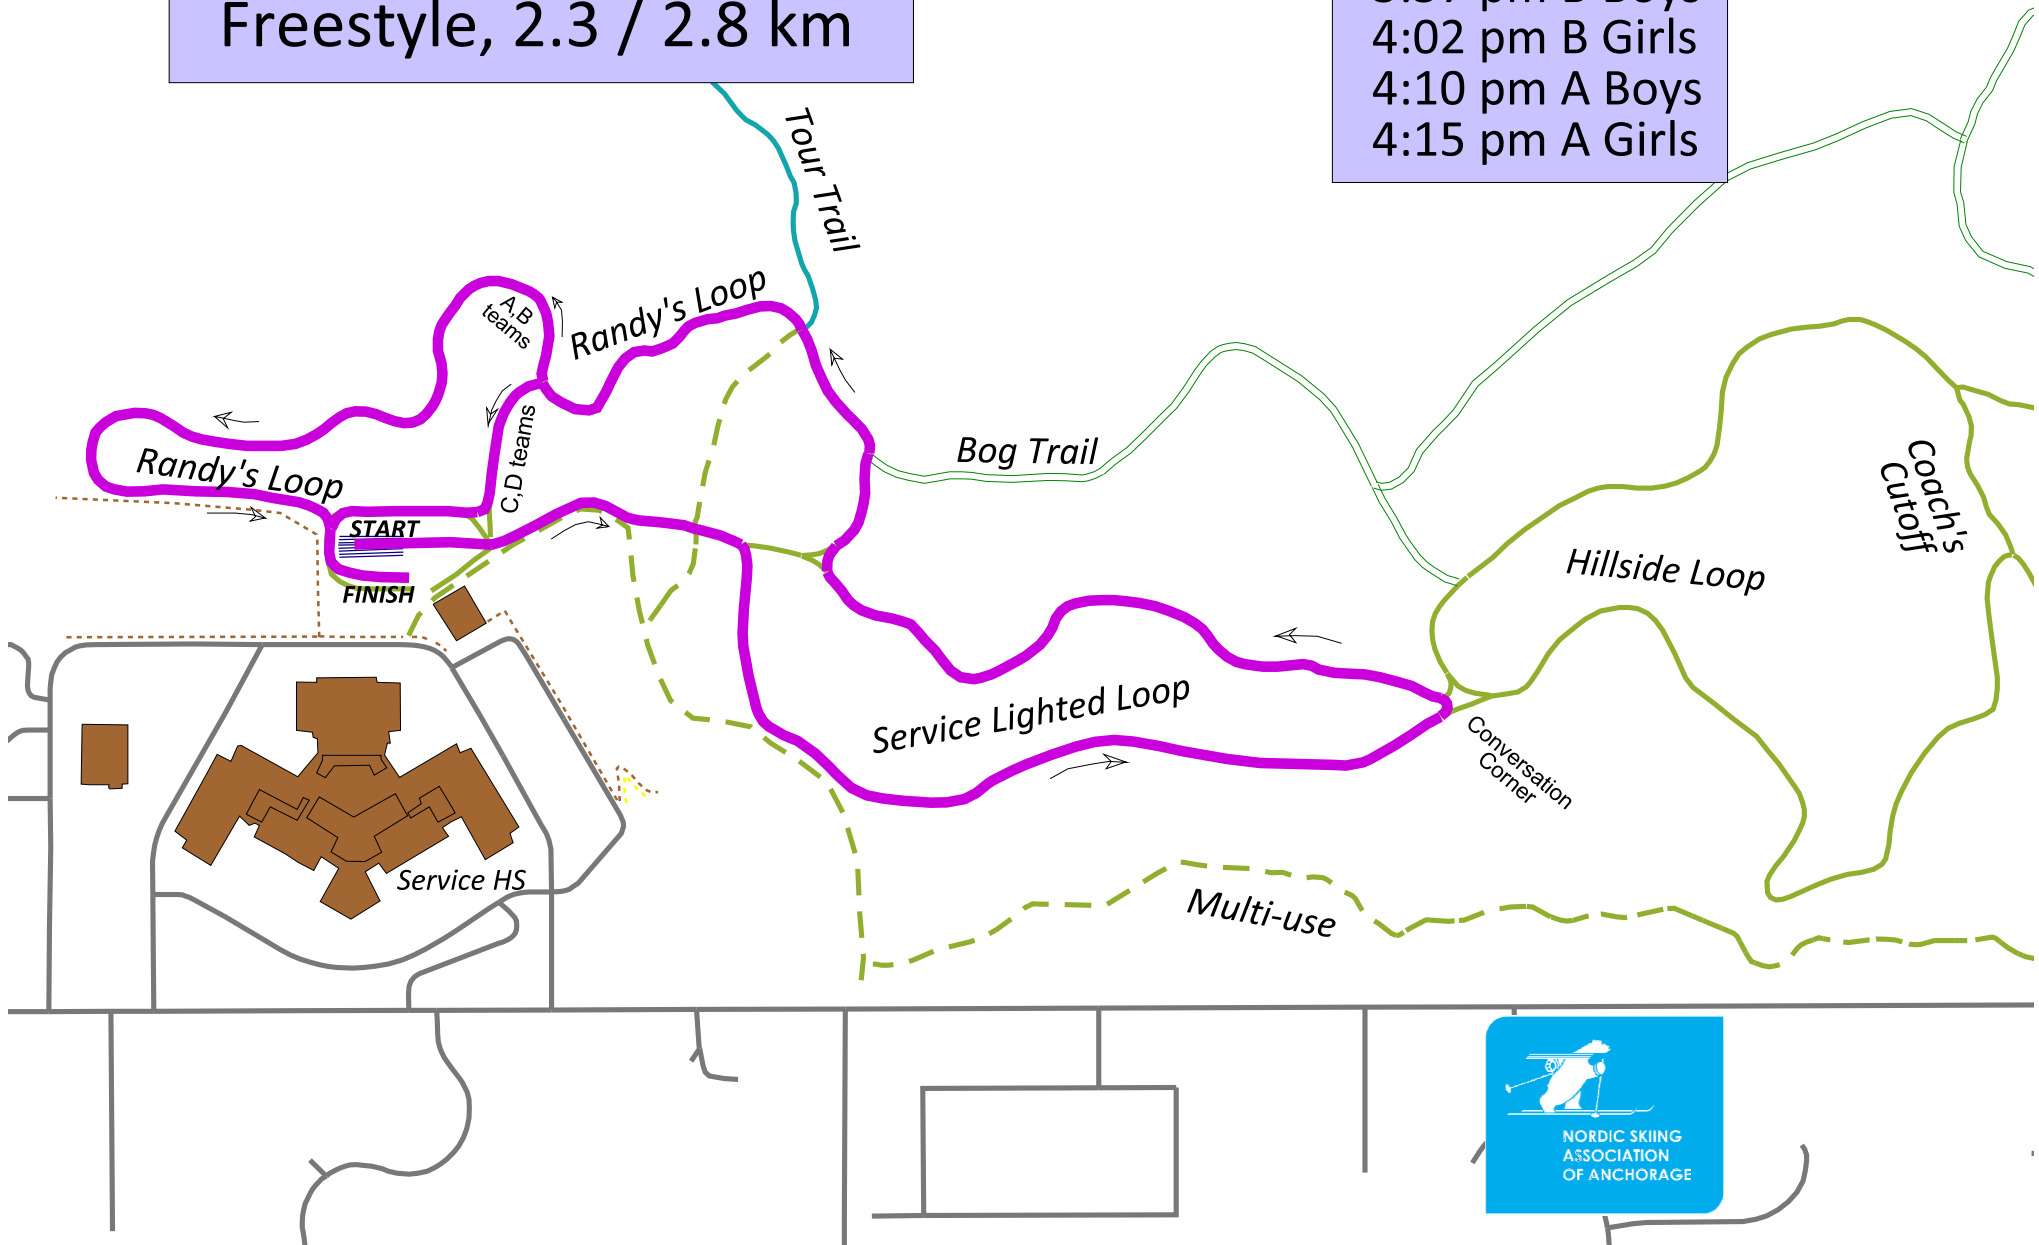 Freestyle, 2.3 / 2.8 km
4:02 pm B Girls
4:10 pm A Boys
4:15 pm A Girls
Tour Trail
Randy's Loop
A,B
teams
C,D teams
Bog Trail
Randy's Loop
START
FINISH
Coach's
Cutoff
Hillside Loop
Service Lighted Loop
Conversation
Corner
Service HS
Multi-use
NORDIC SKIING
ASSOCIATION
OF ANCHORAGE